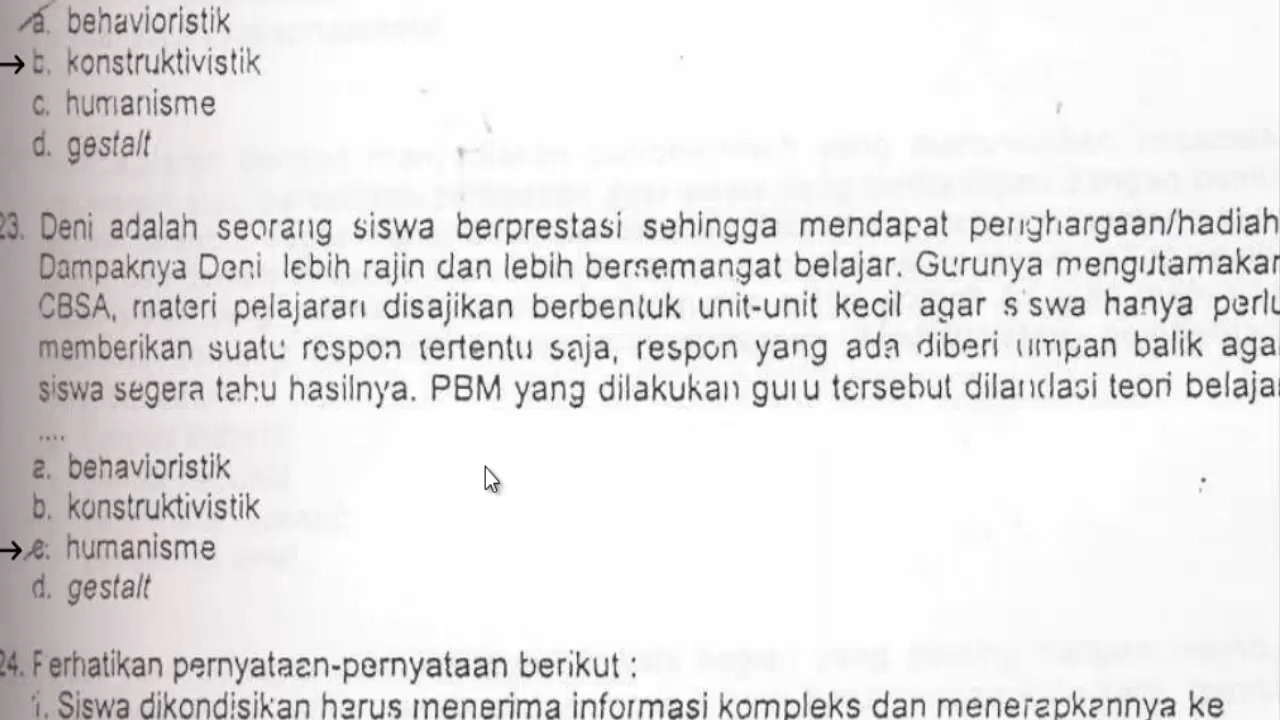 a. behavioristik
b. konstruktivistik
c. humanisme
d. gestalt
23. Deni adalah seorang siswa berprestasi sehingga mendapat penghargaan/hadiah
Dampaknya Deni lebih rajin dan lebih bersemangat belajar. Gurunya mengutamakan
CBSA, materi pelajaran disajikan berbentuk unit-unit kecil agar siswa hanya perlu
memberikan suatu respon tertentu saja, respon yang ada diberi umpan balik aga
siswa segera tahu hasilnya. PBM yang dilakukan guru tersebut dilandasi teori belaja
....
a. behavioristik
b. konstruktivistik
c. humanisme
d. gestalt
24. Perhatikan pernyataan-pernyataan berikut :
1. Siswa dikondisikan harus menerima informasi kompleks dan menerapkannya ke